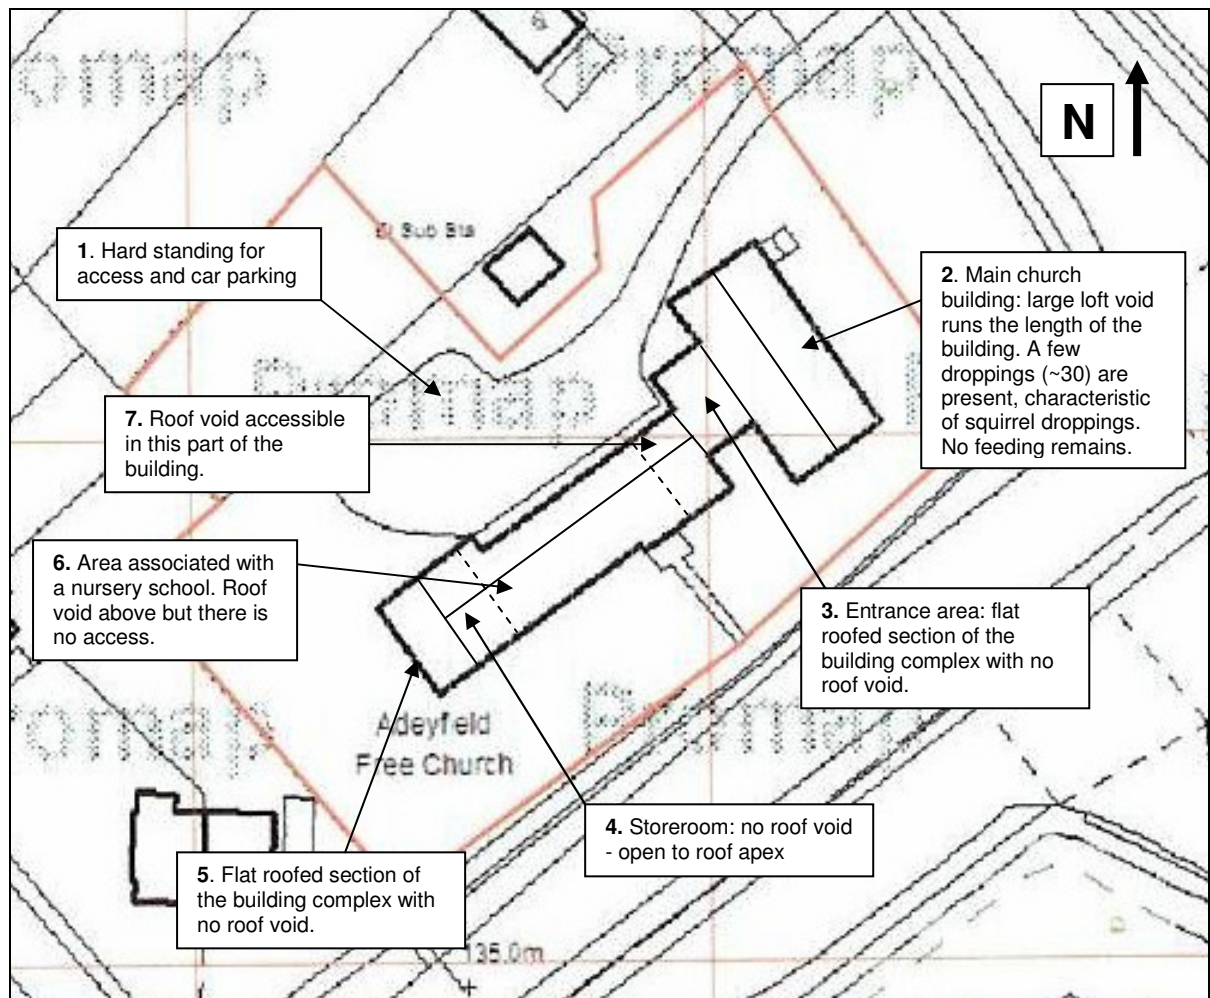 N
El Sub Sta
1. Hard standing for
access and car parking
2. Main church
building: large loft void
runs the length of the
building. A few
droppings (~30) are
present, characteristic
of squirrel droppings.
No feeding remains.
7. Roof void accessible
in this part of the
building.
6. Area associated with
a nursery school. Roof
void above but there is
no access.
3. Entrance area: flat
roofed section of the
building complex with no
roof void.
Adeyfield
Free Church
4. Storeroom: no roof void
- open to roof apex
5. Flat roofed section of
the building complex with
no roof void.
135.0m